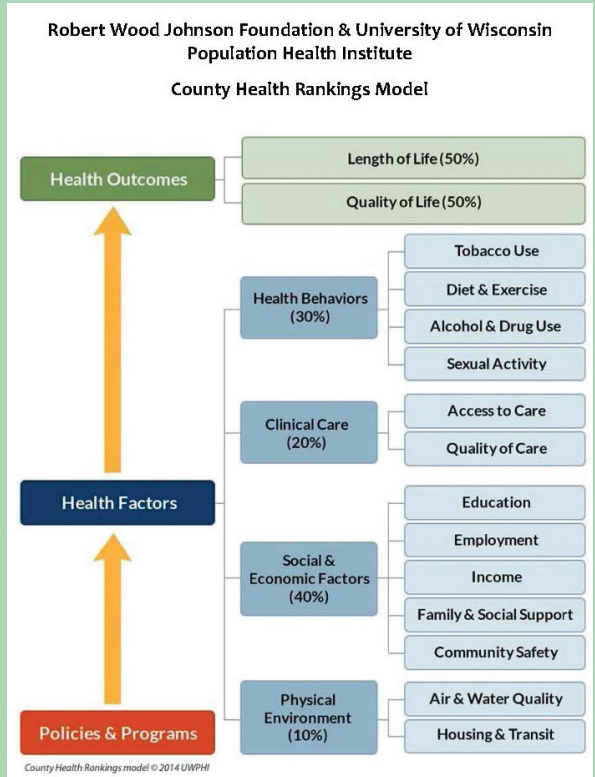 Robert Wood Johnson Foundation & University of Wisconsin
Population Health Institute
County Health Rankings Model
Health Outcomes
Length of Life (50%)
Quality of Life (50%)
Health Behaviors
(30%)
Tobacco Use
Diet & Exercise
Alcohol & Drug Use
Sexual Activity
Clinical Care
(20%)
Access to Care
Quality of Care
Health Factors
Social &
Economic Factors
(40%)
Education
Employment
Income
Family & Social Support
Community Safety
Physical
Environment
(10%)
Air & Water Quality
Housing & Transit
Policies & Programs
County Health Rankings model © 2014 UWPHI